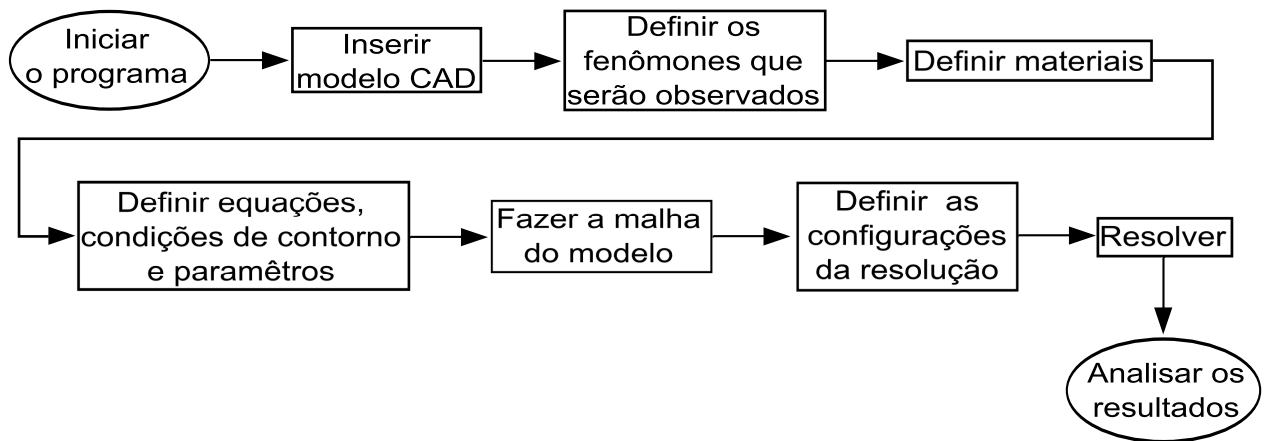 Iniciar
o programa
Inserir
modelo CAD
Definir os
fenômones que
serão observados
Definir materiais
Definir equações,
condições de contorno
e paramêtros
Fazer a malha
do modelo
Definir as
configurações
da resolução
Resolver
Analisar os
resultados